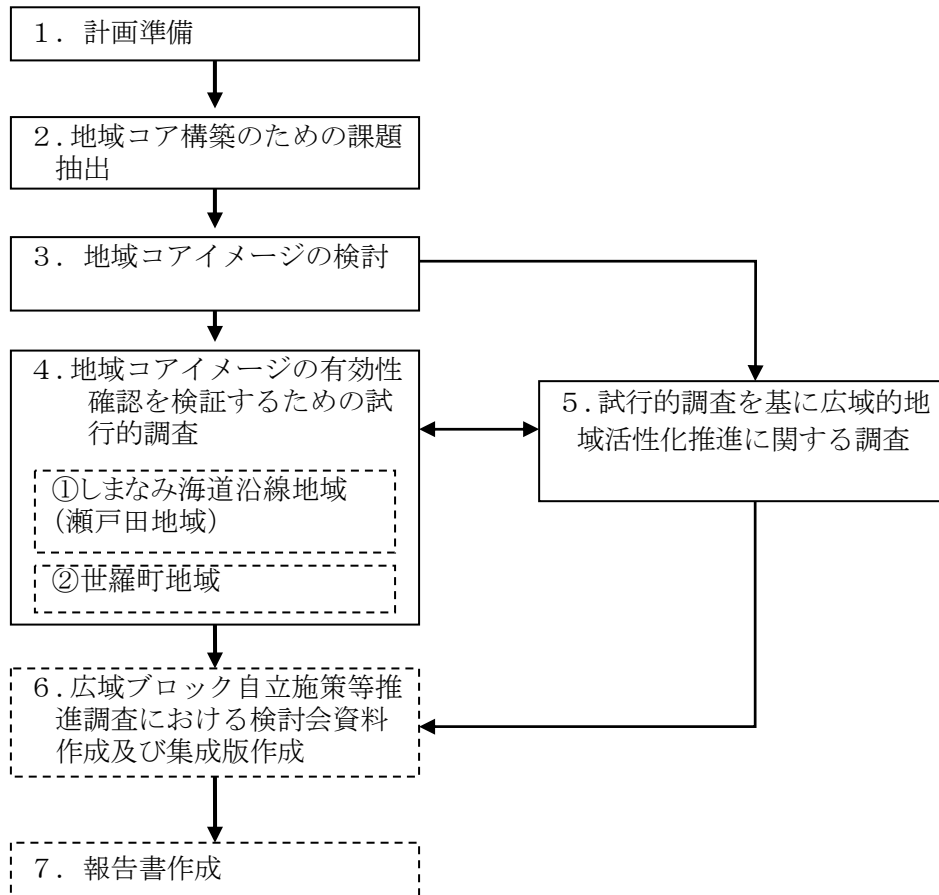 １．計画準備
２.地域コア構築のための課題
抽出
３．地域コアイメージの検討
４.地域コアイメージの有効性
確認を検証するための試
行的調査
①しまなみ海道沿線地域
(瀬戸田地域)
②世羅町地域
５.試行的調査を基に広域的地
域活性化推進に関する調査
６.広域ブロック自立施策等推
進調査における検討会資料
作成及び集成版作成
７．報告書作成